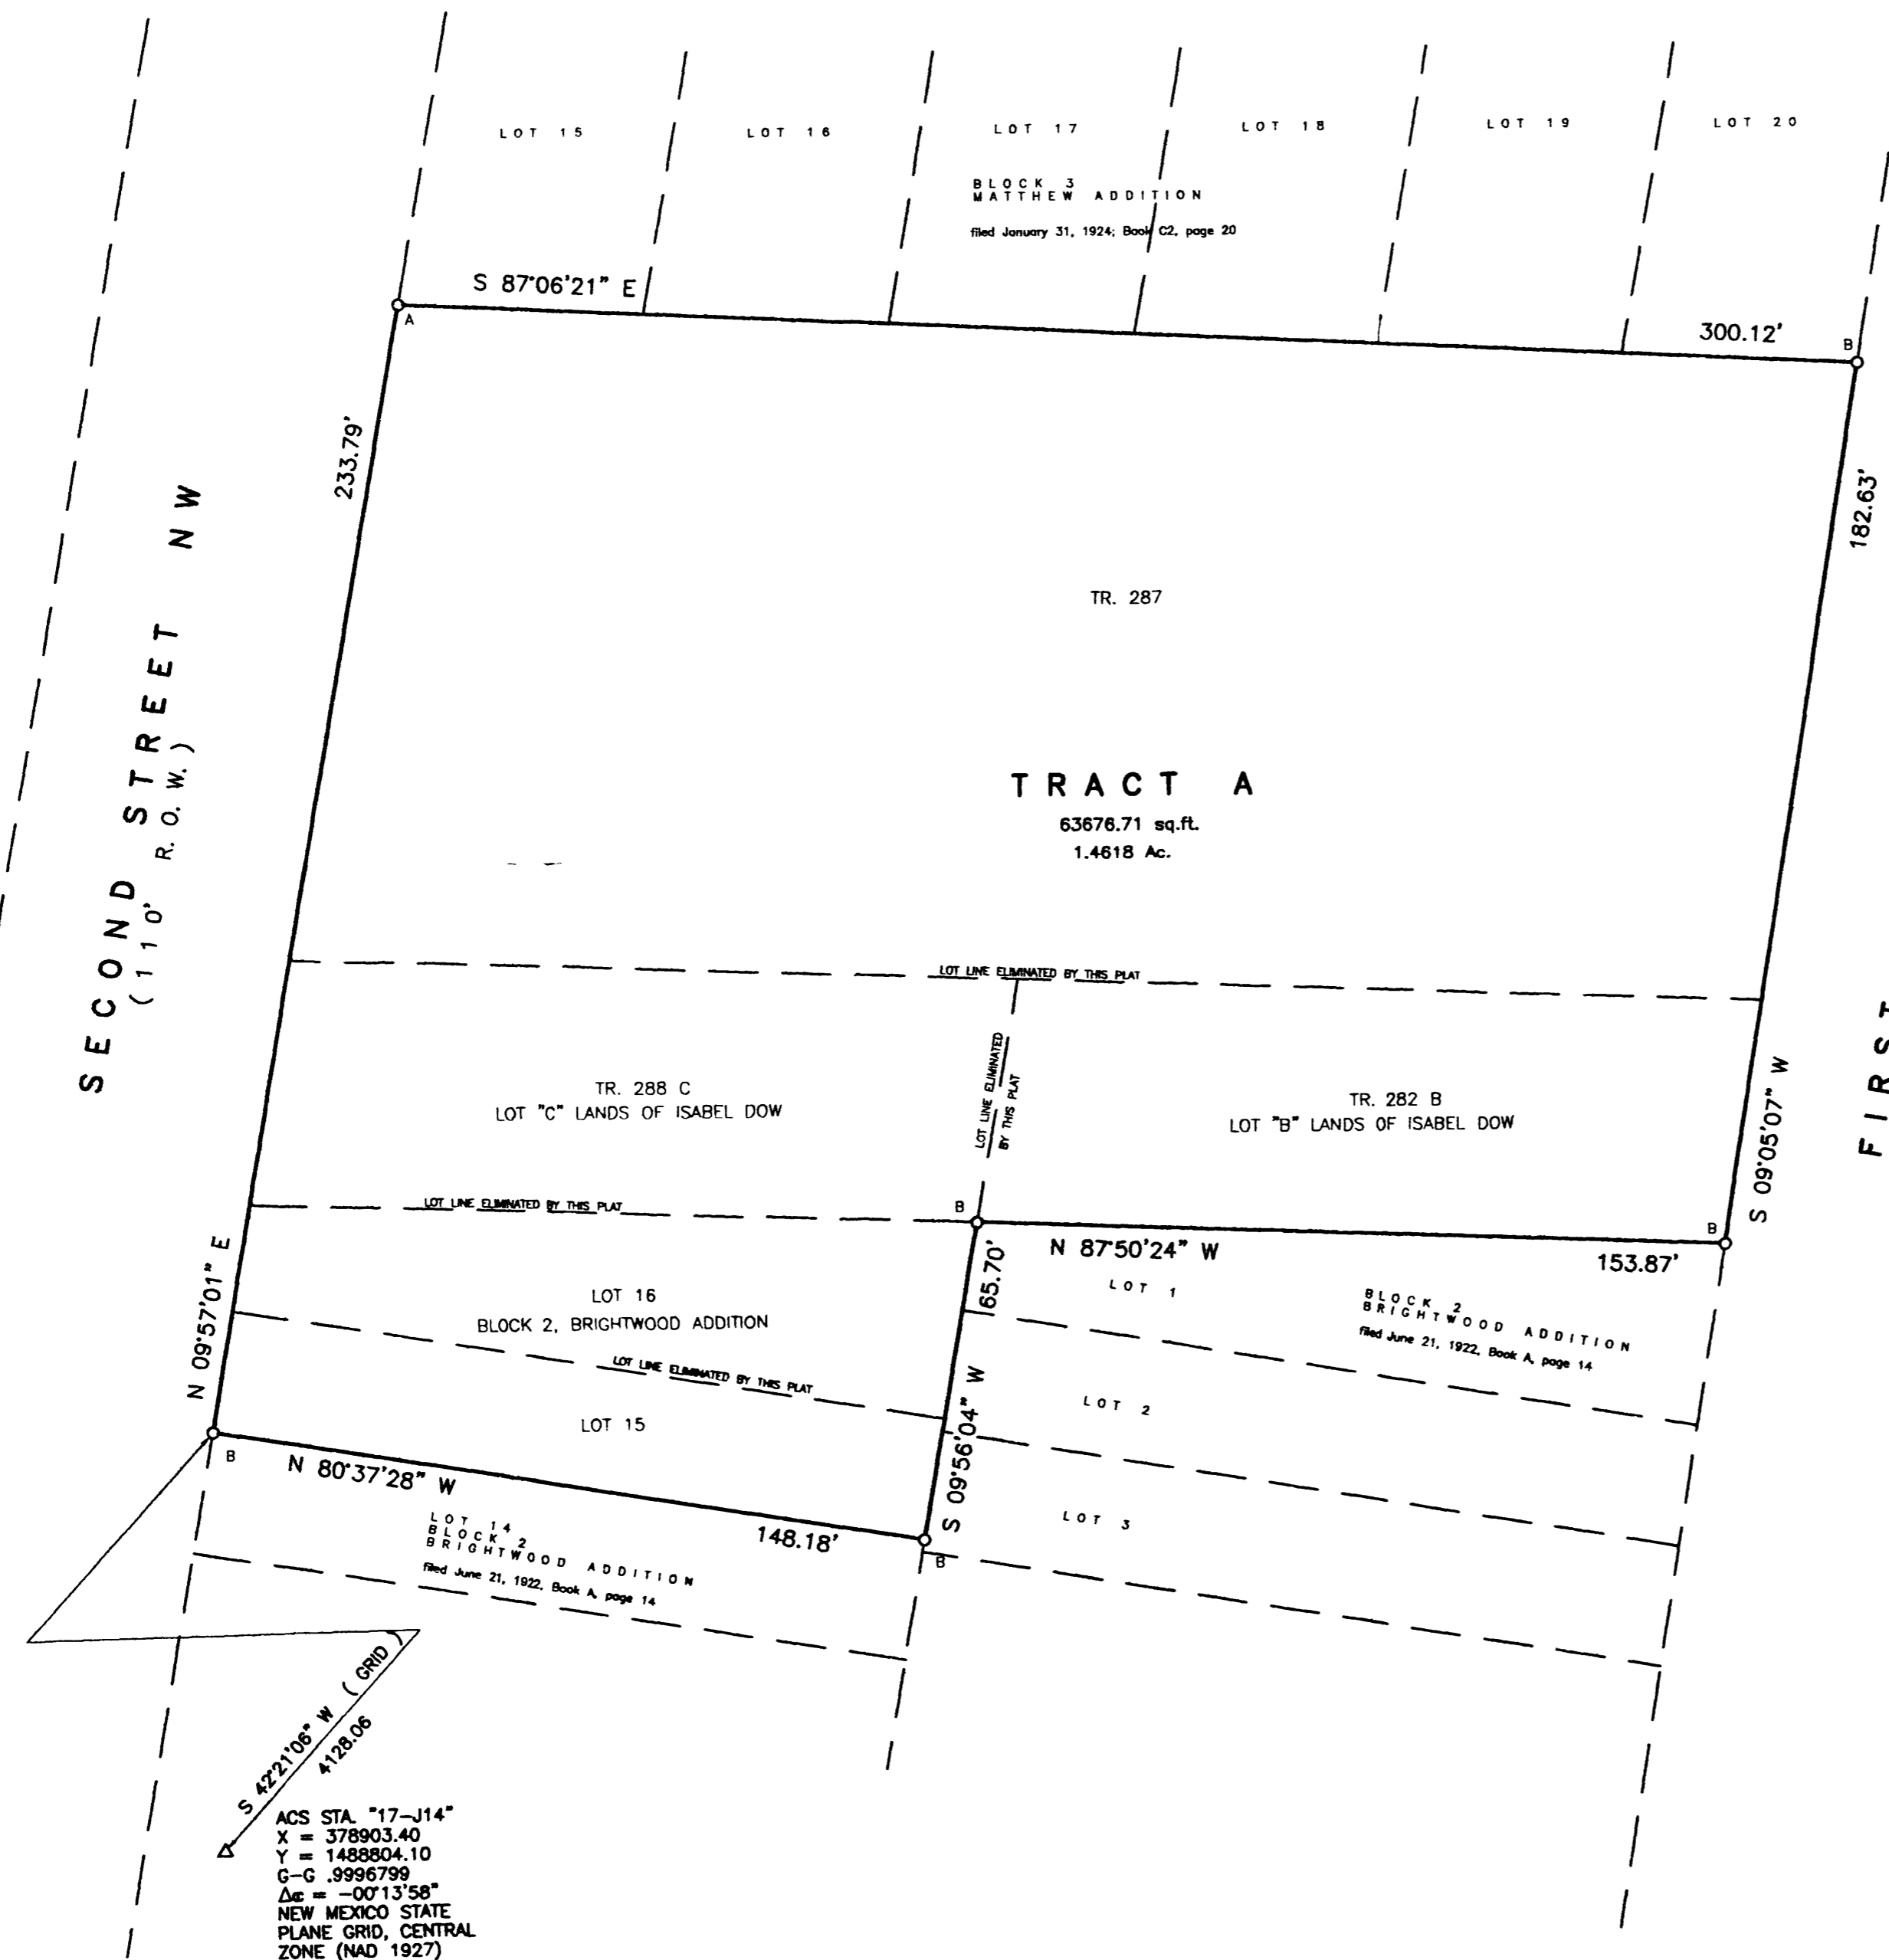 LOT 15
LOT 16
LOT 17
LOT 18
LOT 19
LOT 20
BLOCK 3
MATTHEW ADDITION
filed January 31, 1924; Book C2, page 20
S 87°06'21" E
300.12'
A
B
233.79'
182.63'
SECOND STREET NW
(110' R.O.W.)
TR. 287
TRACT A
63676.71 sq.ft.
1.4618 Ac.
LOT LINE ELIMINATED BY THIS PLAT
FIRST
LOT LINE ELIMINATED
BY THIS PLAT
TR. 288 C
LOT "C" LANDS OF ISABEL DOW
TR. 282 B
LOT "B" LANDS OF ISABEL DOW
S 09°05'07" W
LOT LINE ELIMINATED BY THIS PLAT
B
B
N 87°50'24" W
153.87'
65.70'
N 09°57'01" E
LOT 16
BLOCK 2, BRIGHTWOOD ADDITION
LOT 1
BLOCK 2
BRIGHTWOOD ADDITION
filed June 21, 1922, Book A, page 14
LOT LINE ELIMINATED BY THIS PLAT
LOT 2
LOT 15
S 09°56'04" W
B
N 80°37'28" W
148.18'
B
LOT 3
LOT 14
BLOCK 2
BRIGHTWOOD ADDITION
filed June 21, 1922, Book A, page 14
S 42°21'06" W (GRID)
4128.06
ACS STA. "17-J14"
X = 378903.40
Y = 1488804.10
G-G .9996799
Δα = -00°13'58"
NEW MEXICO STATE
PLANE GRID, CENTRAL
ZONE (NAD 1927)